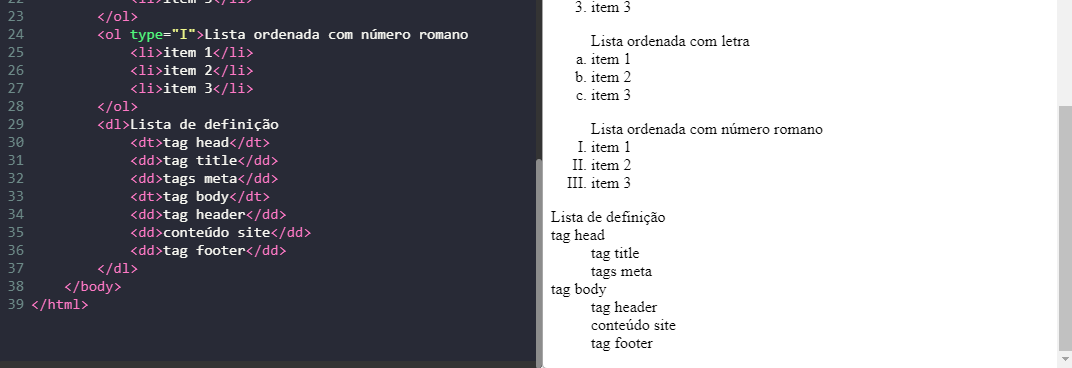 22 <li>item 3</li>
23 </ol>
24 <ol type="I">Lista ordenada com número romano
25 <li>item 1</li>
26 <li>item 2</li>
27 <li>item 3</li>
28 </ol>
29 <dl>Lista de definição
30 <dt>tag head</dt>
31 <dd>tag title</dd>
32 <dd>tags meta</dd>
33 <dt>tag body</dt>
34 <dd>tag header</dd>
35 <dd>conteúdo site</dd>
36 <dd>tag footer</dd>
37 </dl>
38 </body>
39 </html>
3. item 3
Lista ordenada com letra
a. item 1
b. item 2
c. item 3
Lista ordenada com número romano
I. item 1
II. item 2
III. item 3
Lista de definição
tag head
tag title
tags meta
tag body
tag header
conteúdo site
tag footer